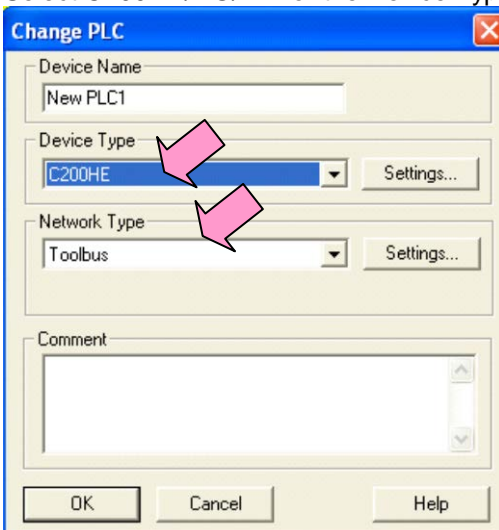 Change PLC
Device Name
New PLC1
Device Type
C200HE
Settings...
Network Type
Toolbus
Settings...
Comment
OK
Cancel
Help